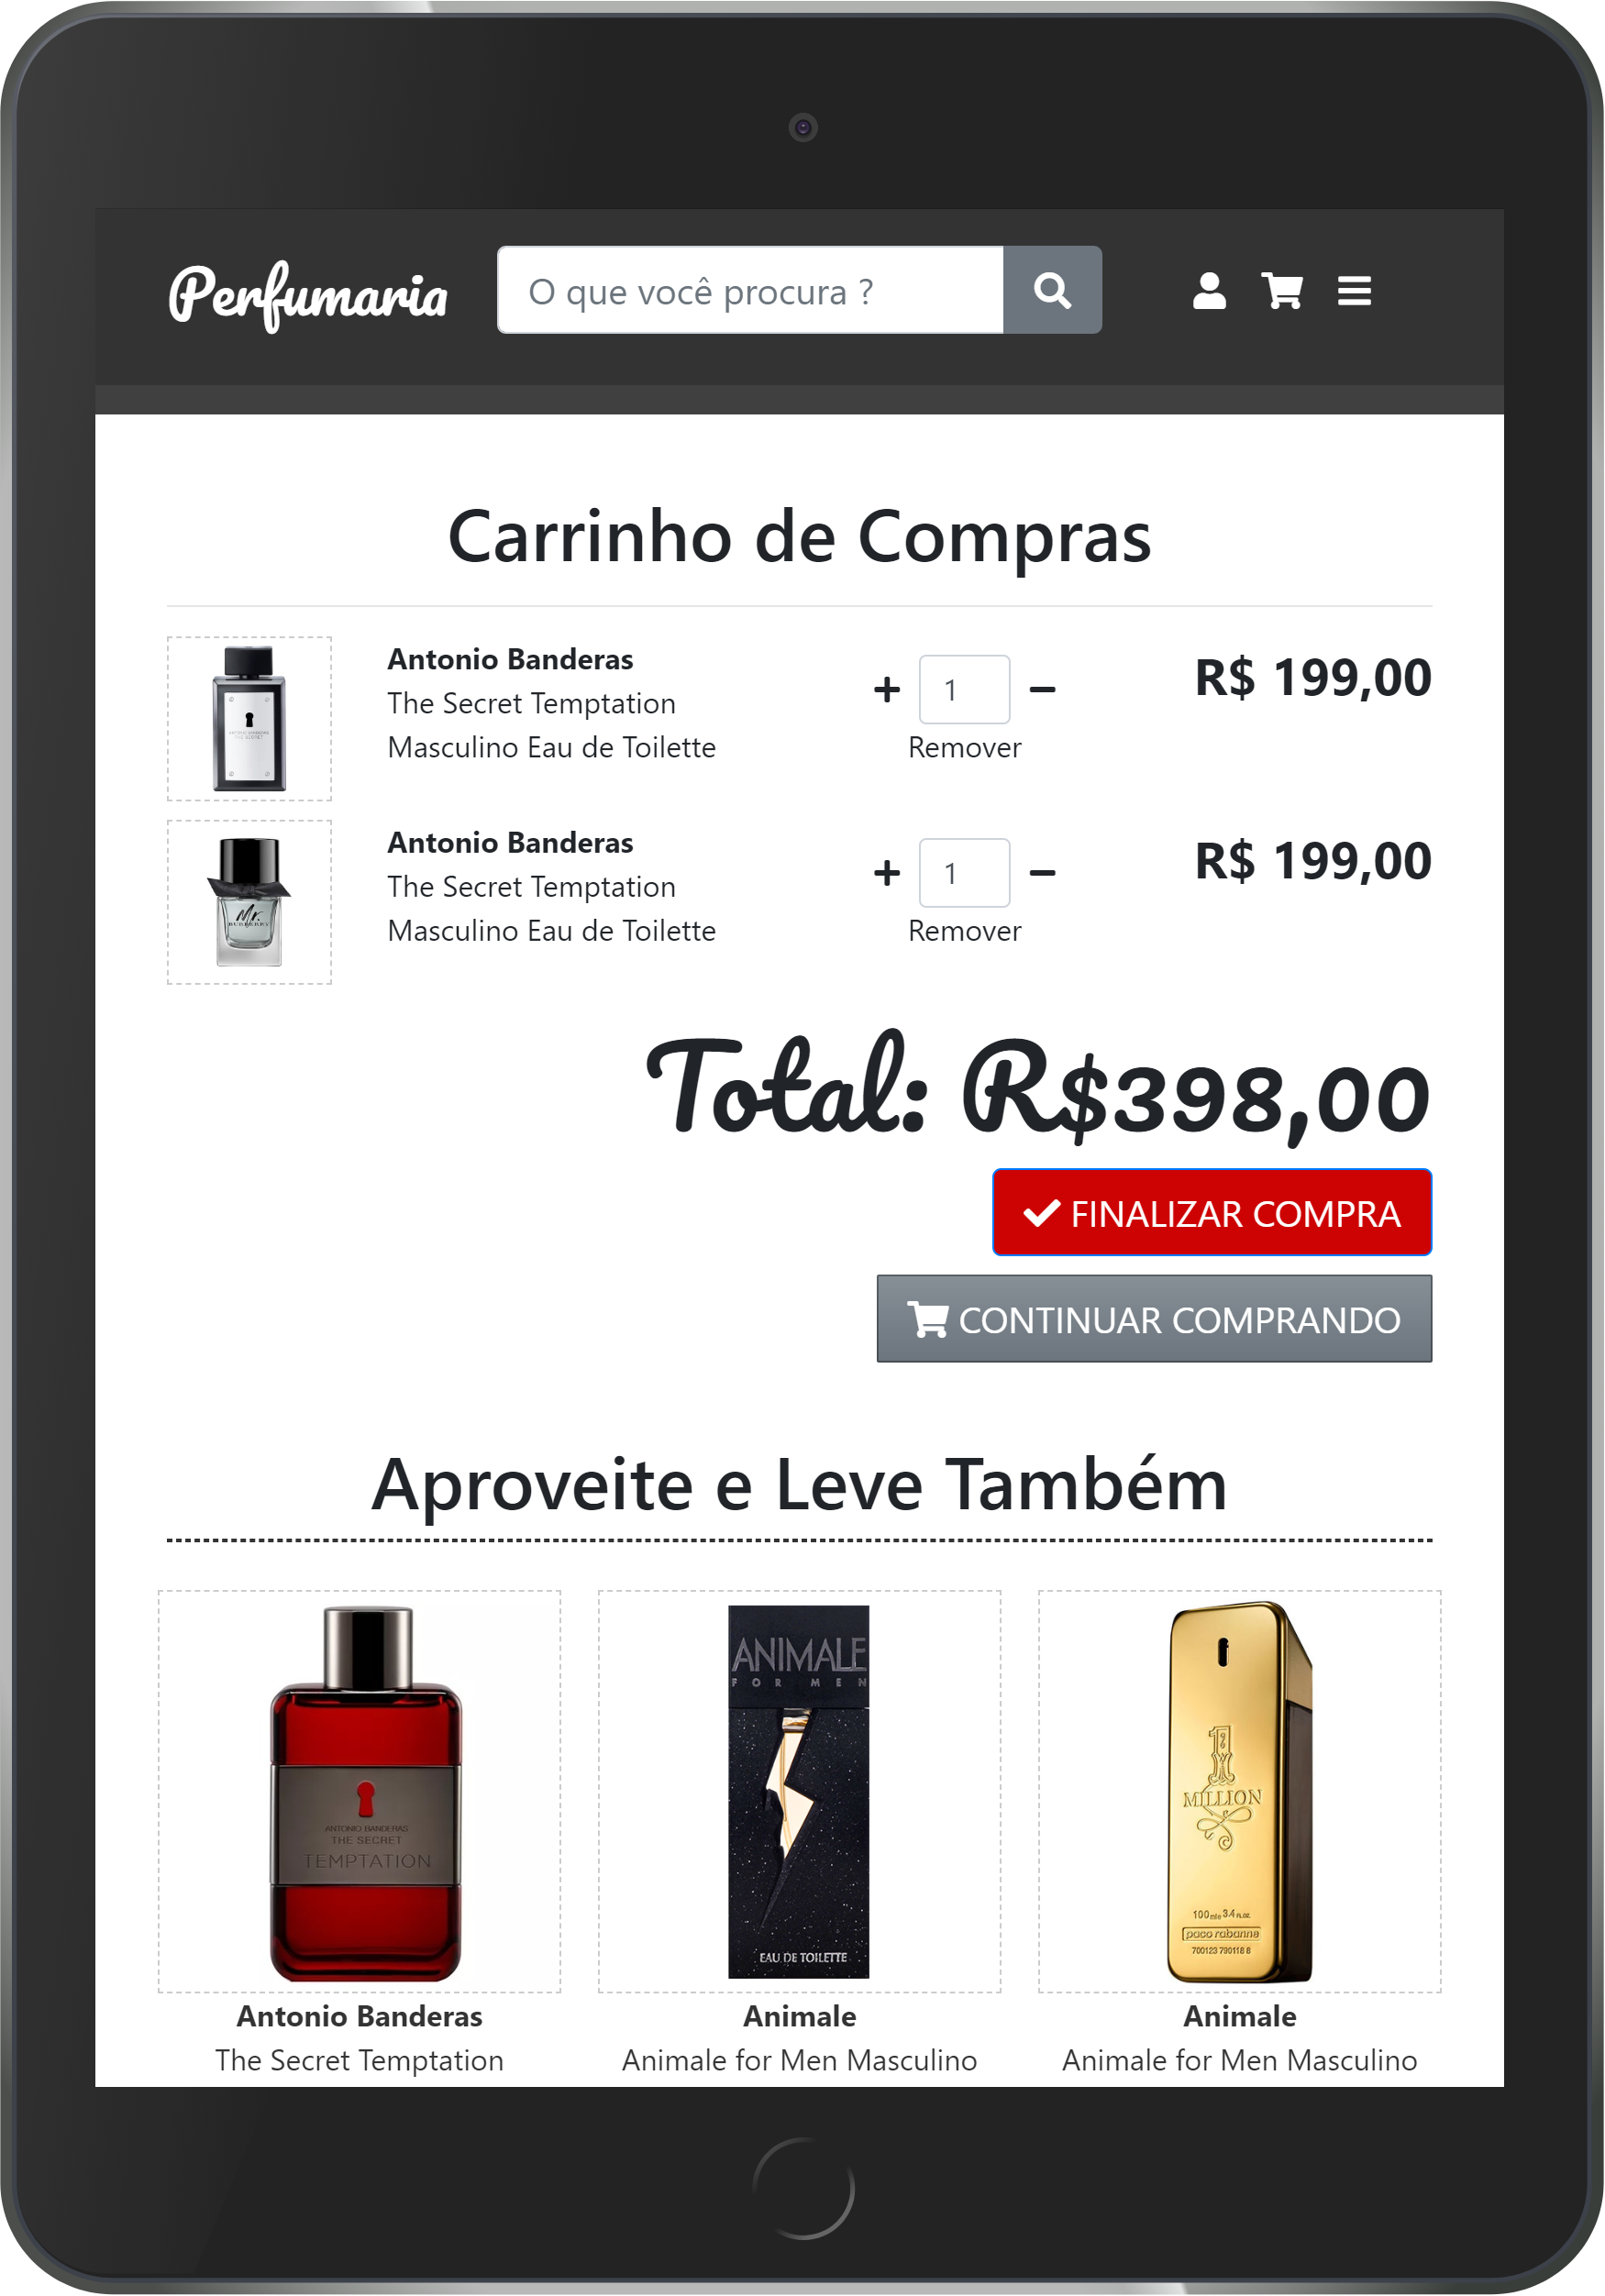 Perfumaria
O que você procura ?
Carrinho de Compras
Antonio Banderas
The Secret Temptation
Masculino Eau de Toilette
1
Remover
R$ 199,00
Mr.
BURBERRY
Antonio Banderas
The Secret Temptation
Masculino Eau de Toilette
1
Remover
R$ 199,00
Total: R$398,00
FINALIZAR COMPRA
CONTINUAR COMPRANDO
Aproveite e Leve Também
ANTONIO BANDERAS
THE SECRET
TEMPTATION
Antonio Banderas
The Secret Temptation
ANIMALE
FOR MEN
EAU DE TOILETTE
Animale
Animale for Men Masculino
1
MILLION
100 mle 3.4 fl.oz.
paco rabanne
700123 790118 8
Animale
Animale for Men Masculino